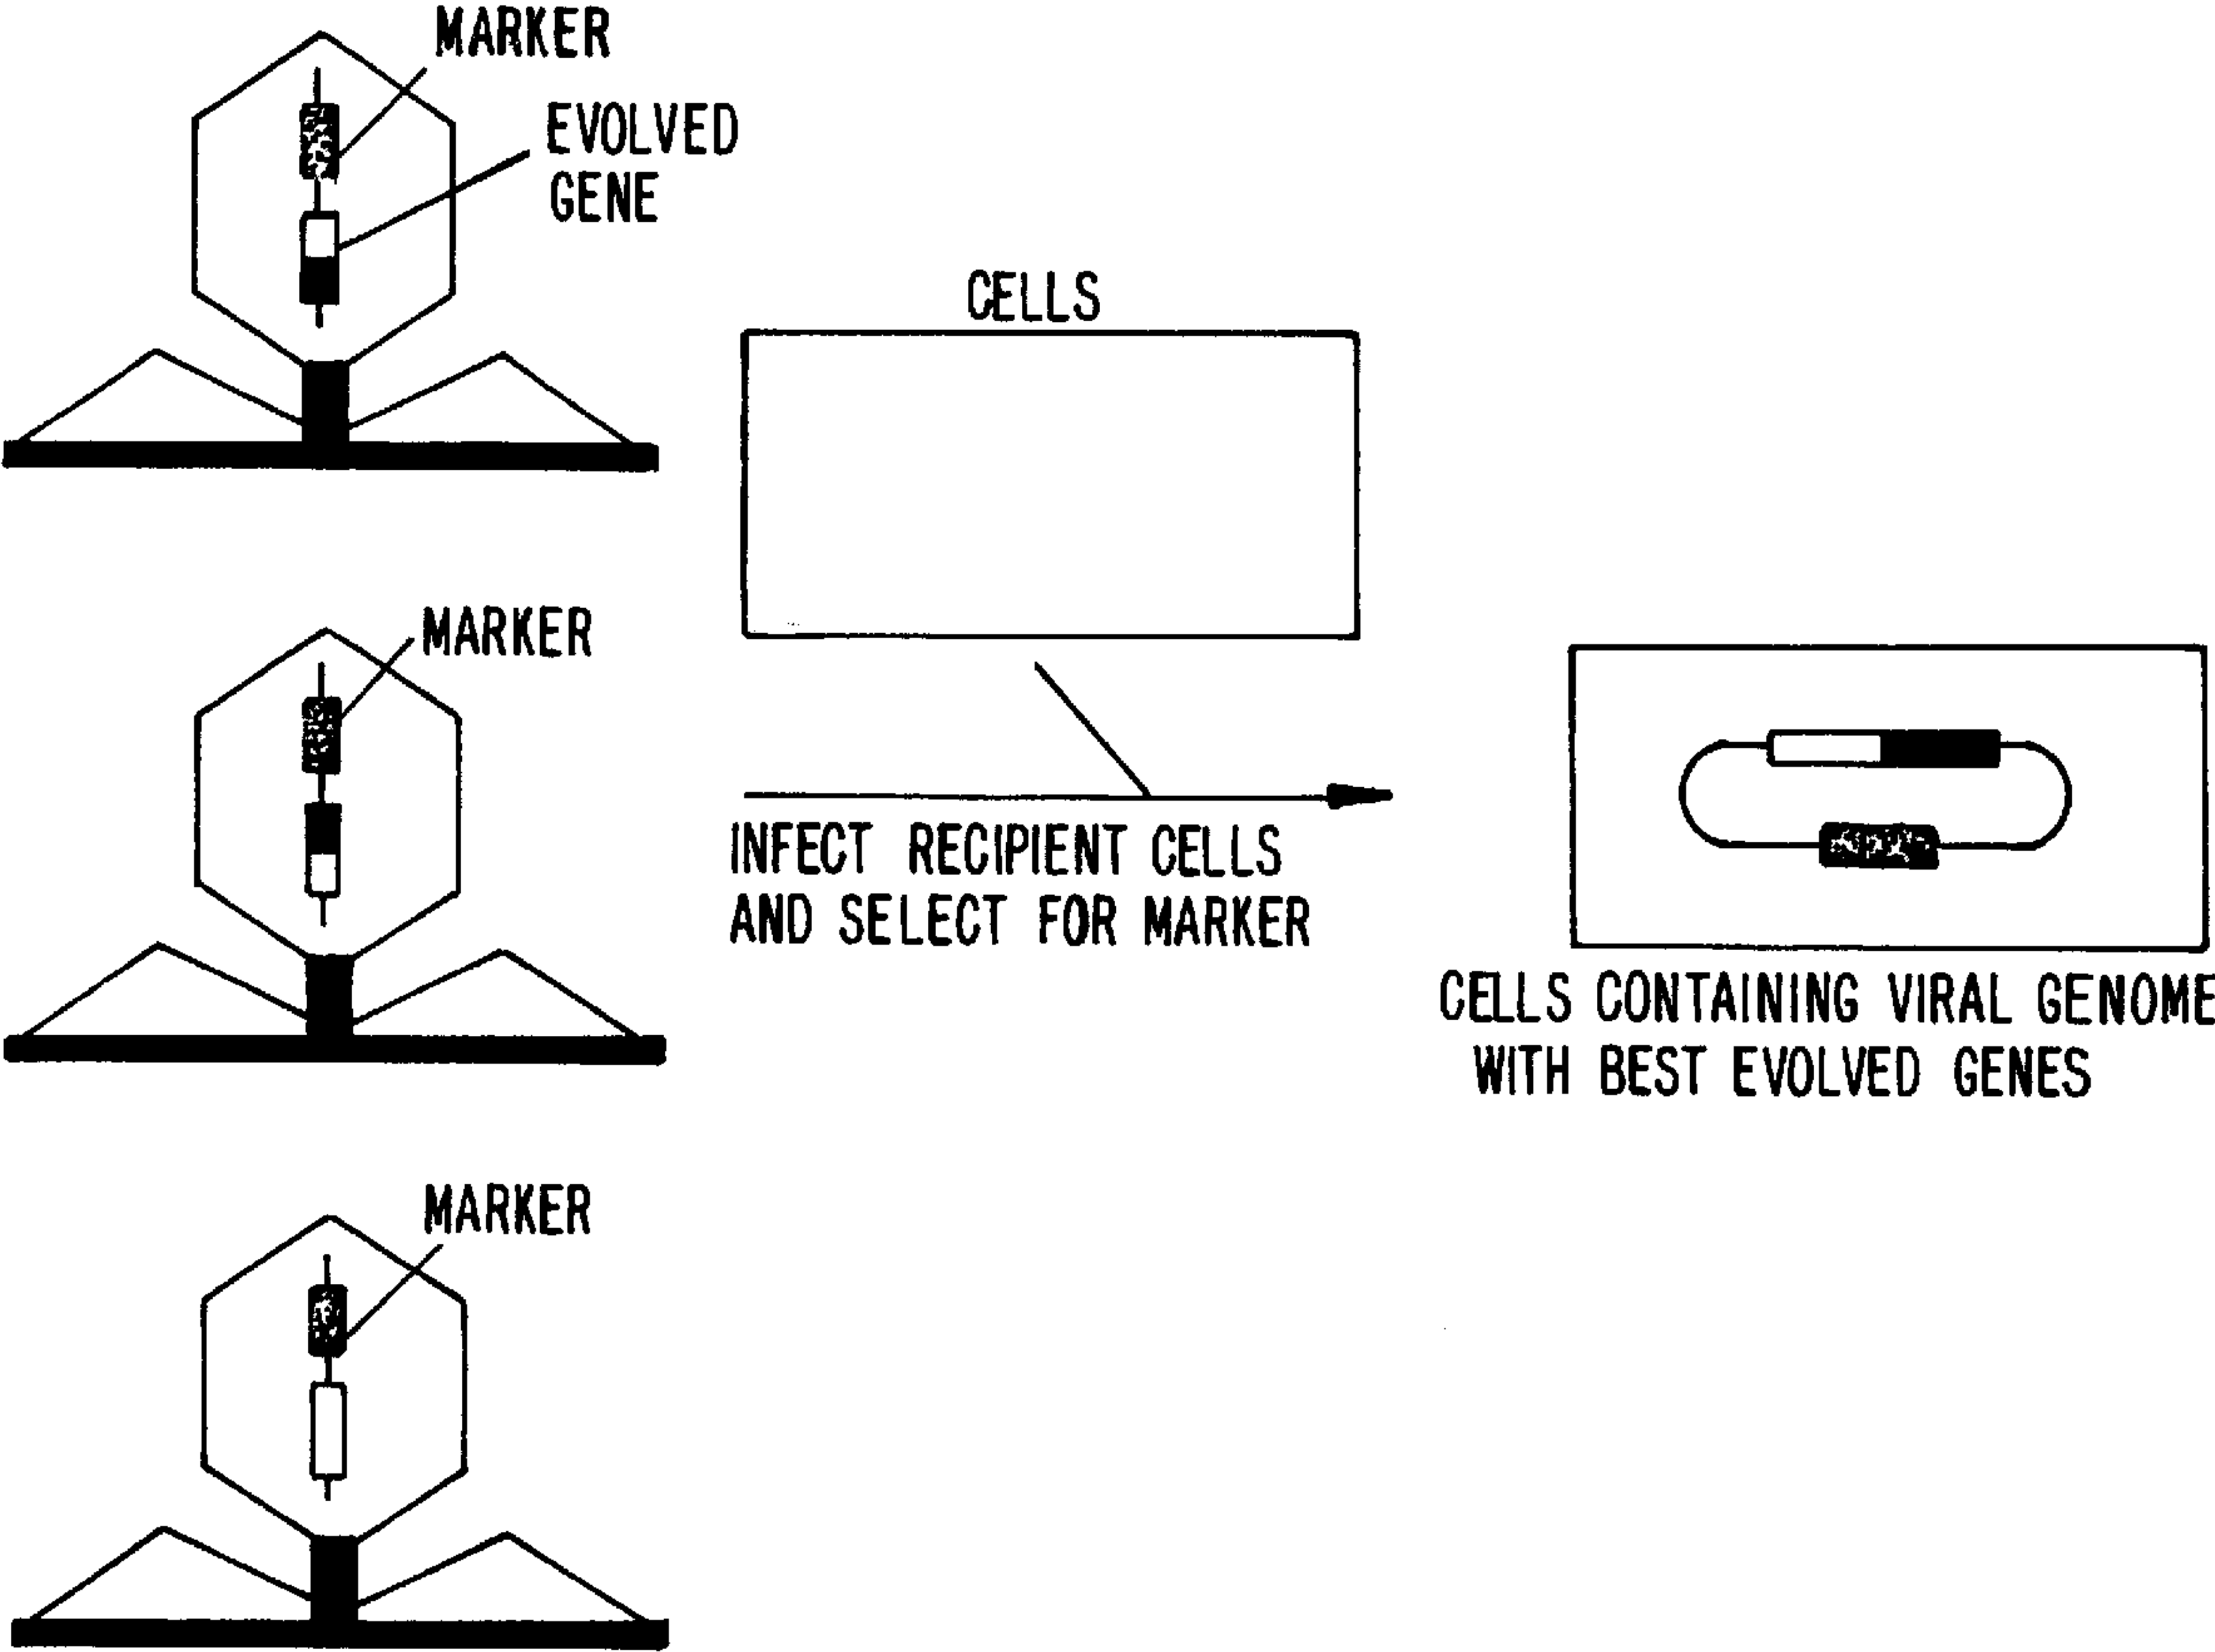 MARKER
EVOLVED
GENE
CELLS
MARKER
INFECT RECIPIENT CELLS
AND SELECT FOR MARKER
CELLS CONTAINING VIRAL GENOME
WITH BEST EVOLVED GENES
MARKER